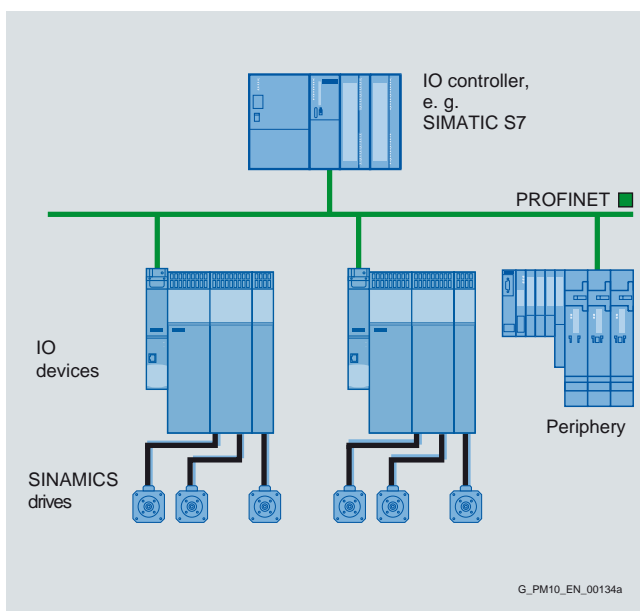 IO controller,
e. g.
SIMATIC S7
PROFINET
IO
devices
Periphery
SINAMICS
drives
G_PM10_EN_00134a